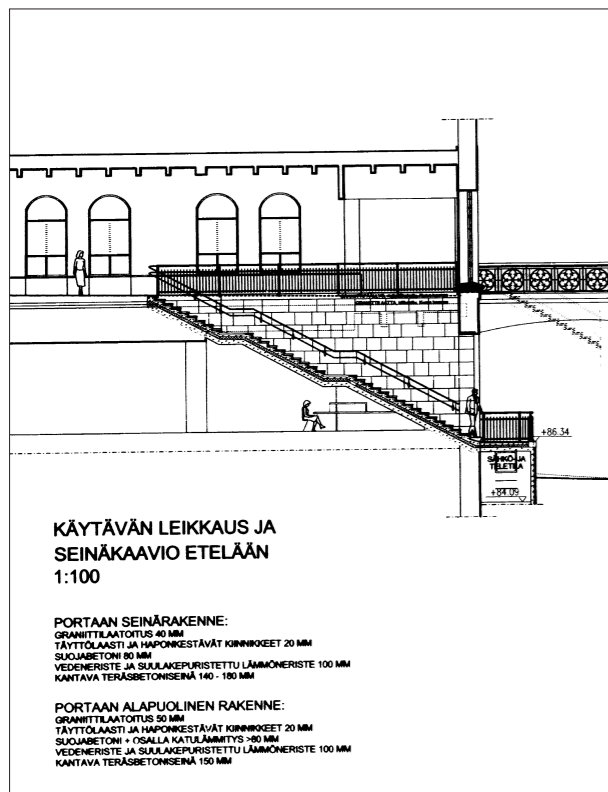 +86.34
SÄHKÖ-JA
TELETILA
+84.09
KÄYTÄVÄN LEIKKAUS JA
SEINÄKAAVIO ETELÄÄN
1:100
PORTAAN SEINÄRAKENNE:
GRANIITTILAATOITUS 40 MM
TÄYTTÖLAASTI JA HAPONKESTÄVÄT KIINNIKKEET 20 MM
SUOJABETONI 80 MM
VEDENERISTE JA SUULAKEPURISTETTU LÄMMÖNERISTE 100 MM
KANTAVA TERÄSBETONISEINÄ 140 - 180 MM
PORTAAN ALAPUOLINEN RAKENNE:
GRANIITTILAATOITUS 50 MM
TÄYTTÖLAASTI JA HAPONKESTÄVÄT KIINNIKKEET 20 MM
SUOJABETONI + OSALLA KATULÄMMITYS >80 MM
VEDENERISTE JA SUULAKEPURISTETTU LÄMMÖNERISTE 100 MM
KANTAVA TERÄSBETONISEINÄ 150 MM